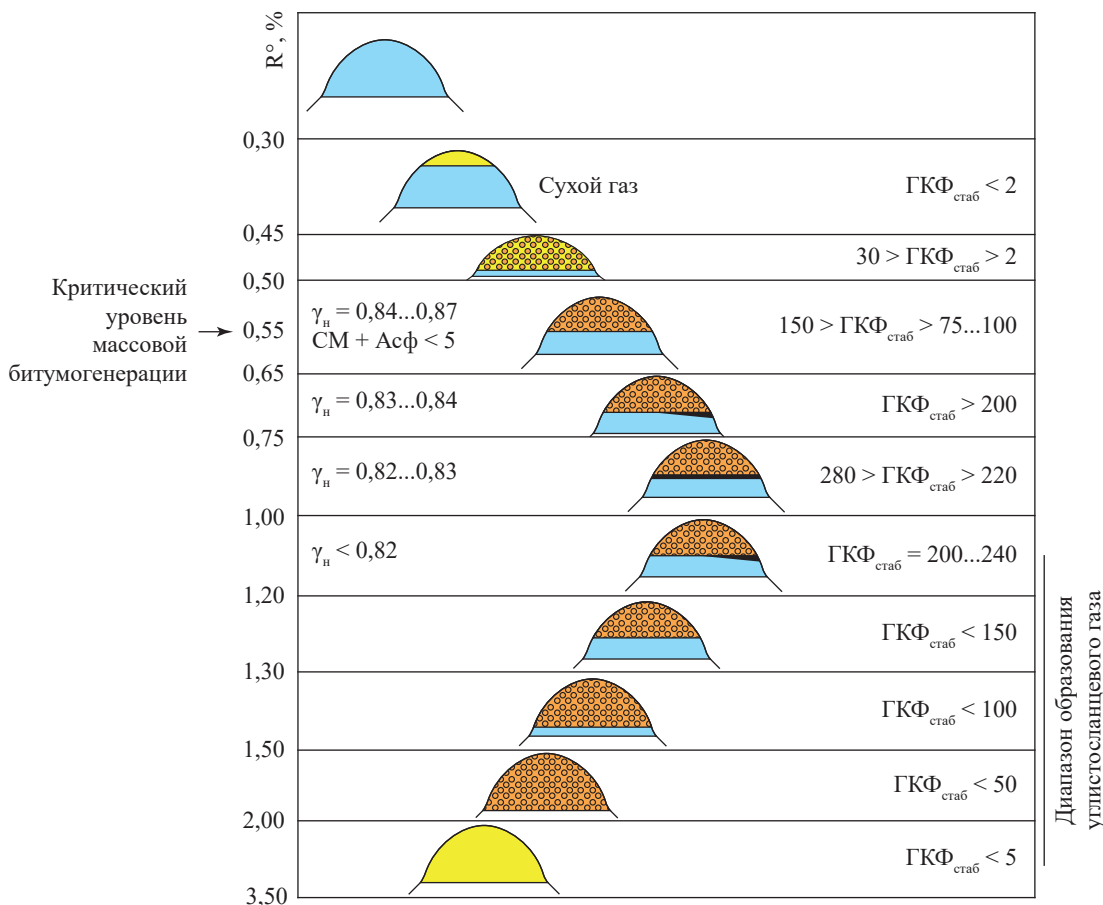 R°, %
0,30
Сухой газ
ГКФстаб < 2
0,45
30 > ГКФстаб > 2
0,50
Критический
уровень
массовой
битумогенерации
γн = 0,84...0,87
СМ + Асф < 5
0,55
150 > ГКФстаб > 75...100
0,65
γн = 0,83...0,84
ГКФстаб > 200
0,75
γн = 0,82...0,83
280 > ГКФстаб > 220
1,00
γн < 0,82
ГКФстаб = 200...240
1,20
ГКФстаб < 150
1,30
ГКФстаб < 100
1,50
ГКФстаб < 50
2,00
ГКФстаб < 5
3,50
Диапазон образования
углистосланцевого газа